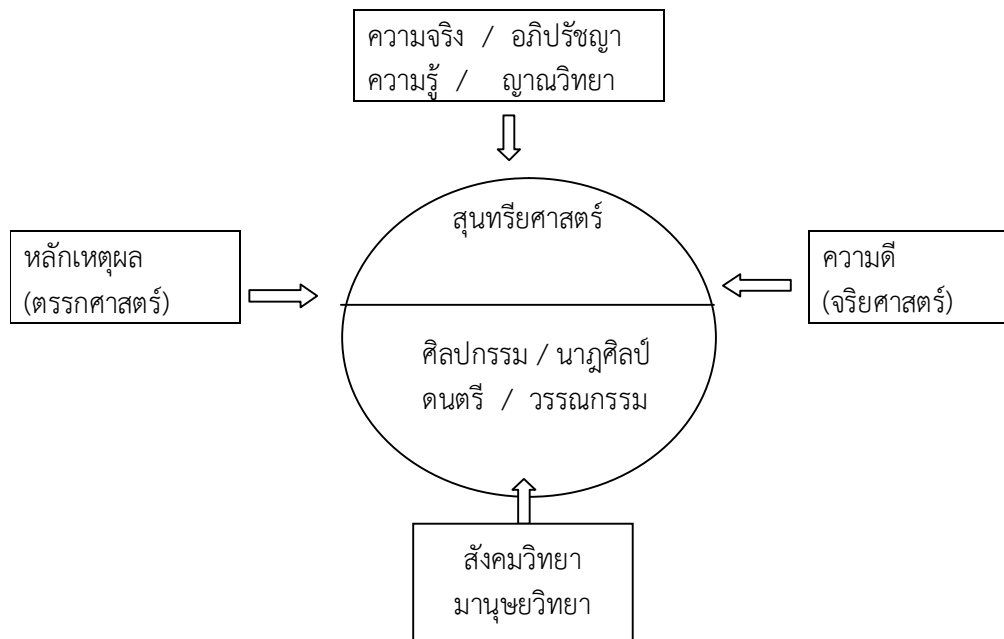 ความจริง / อภิปรัชญา
ความรู้ / ญาณวิทยา
สุนทรียศาสตร์
หลักเหตุผล
(ตรรกศาสตร์)
ความดี
(จริยศาสตร์)
ศิลปกรรม / นาฎศิลป์
ดนตรี / วรรณกรรม
สังคมวิทยา
มานุษยวิทยา